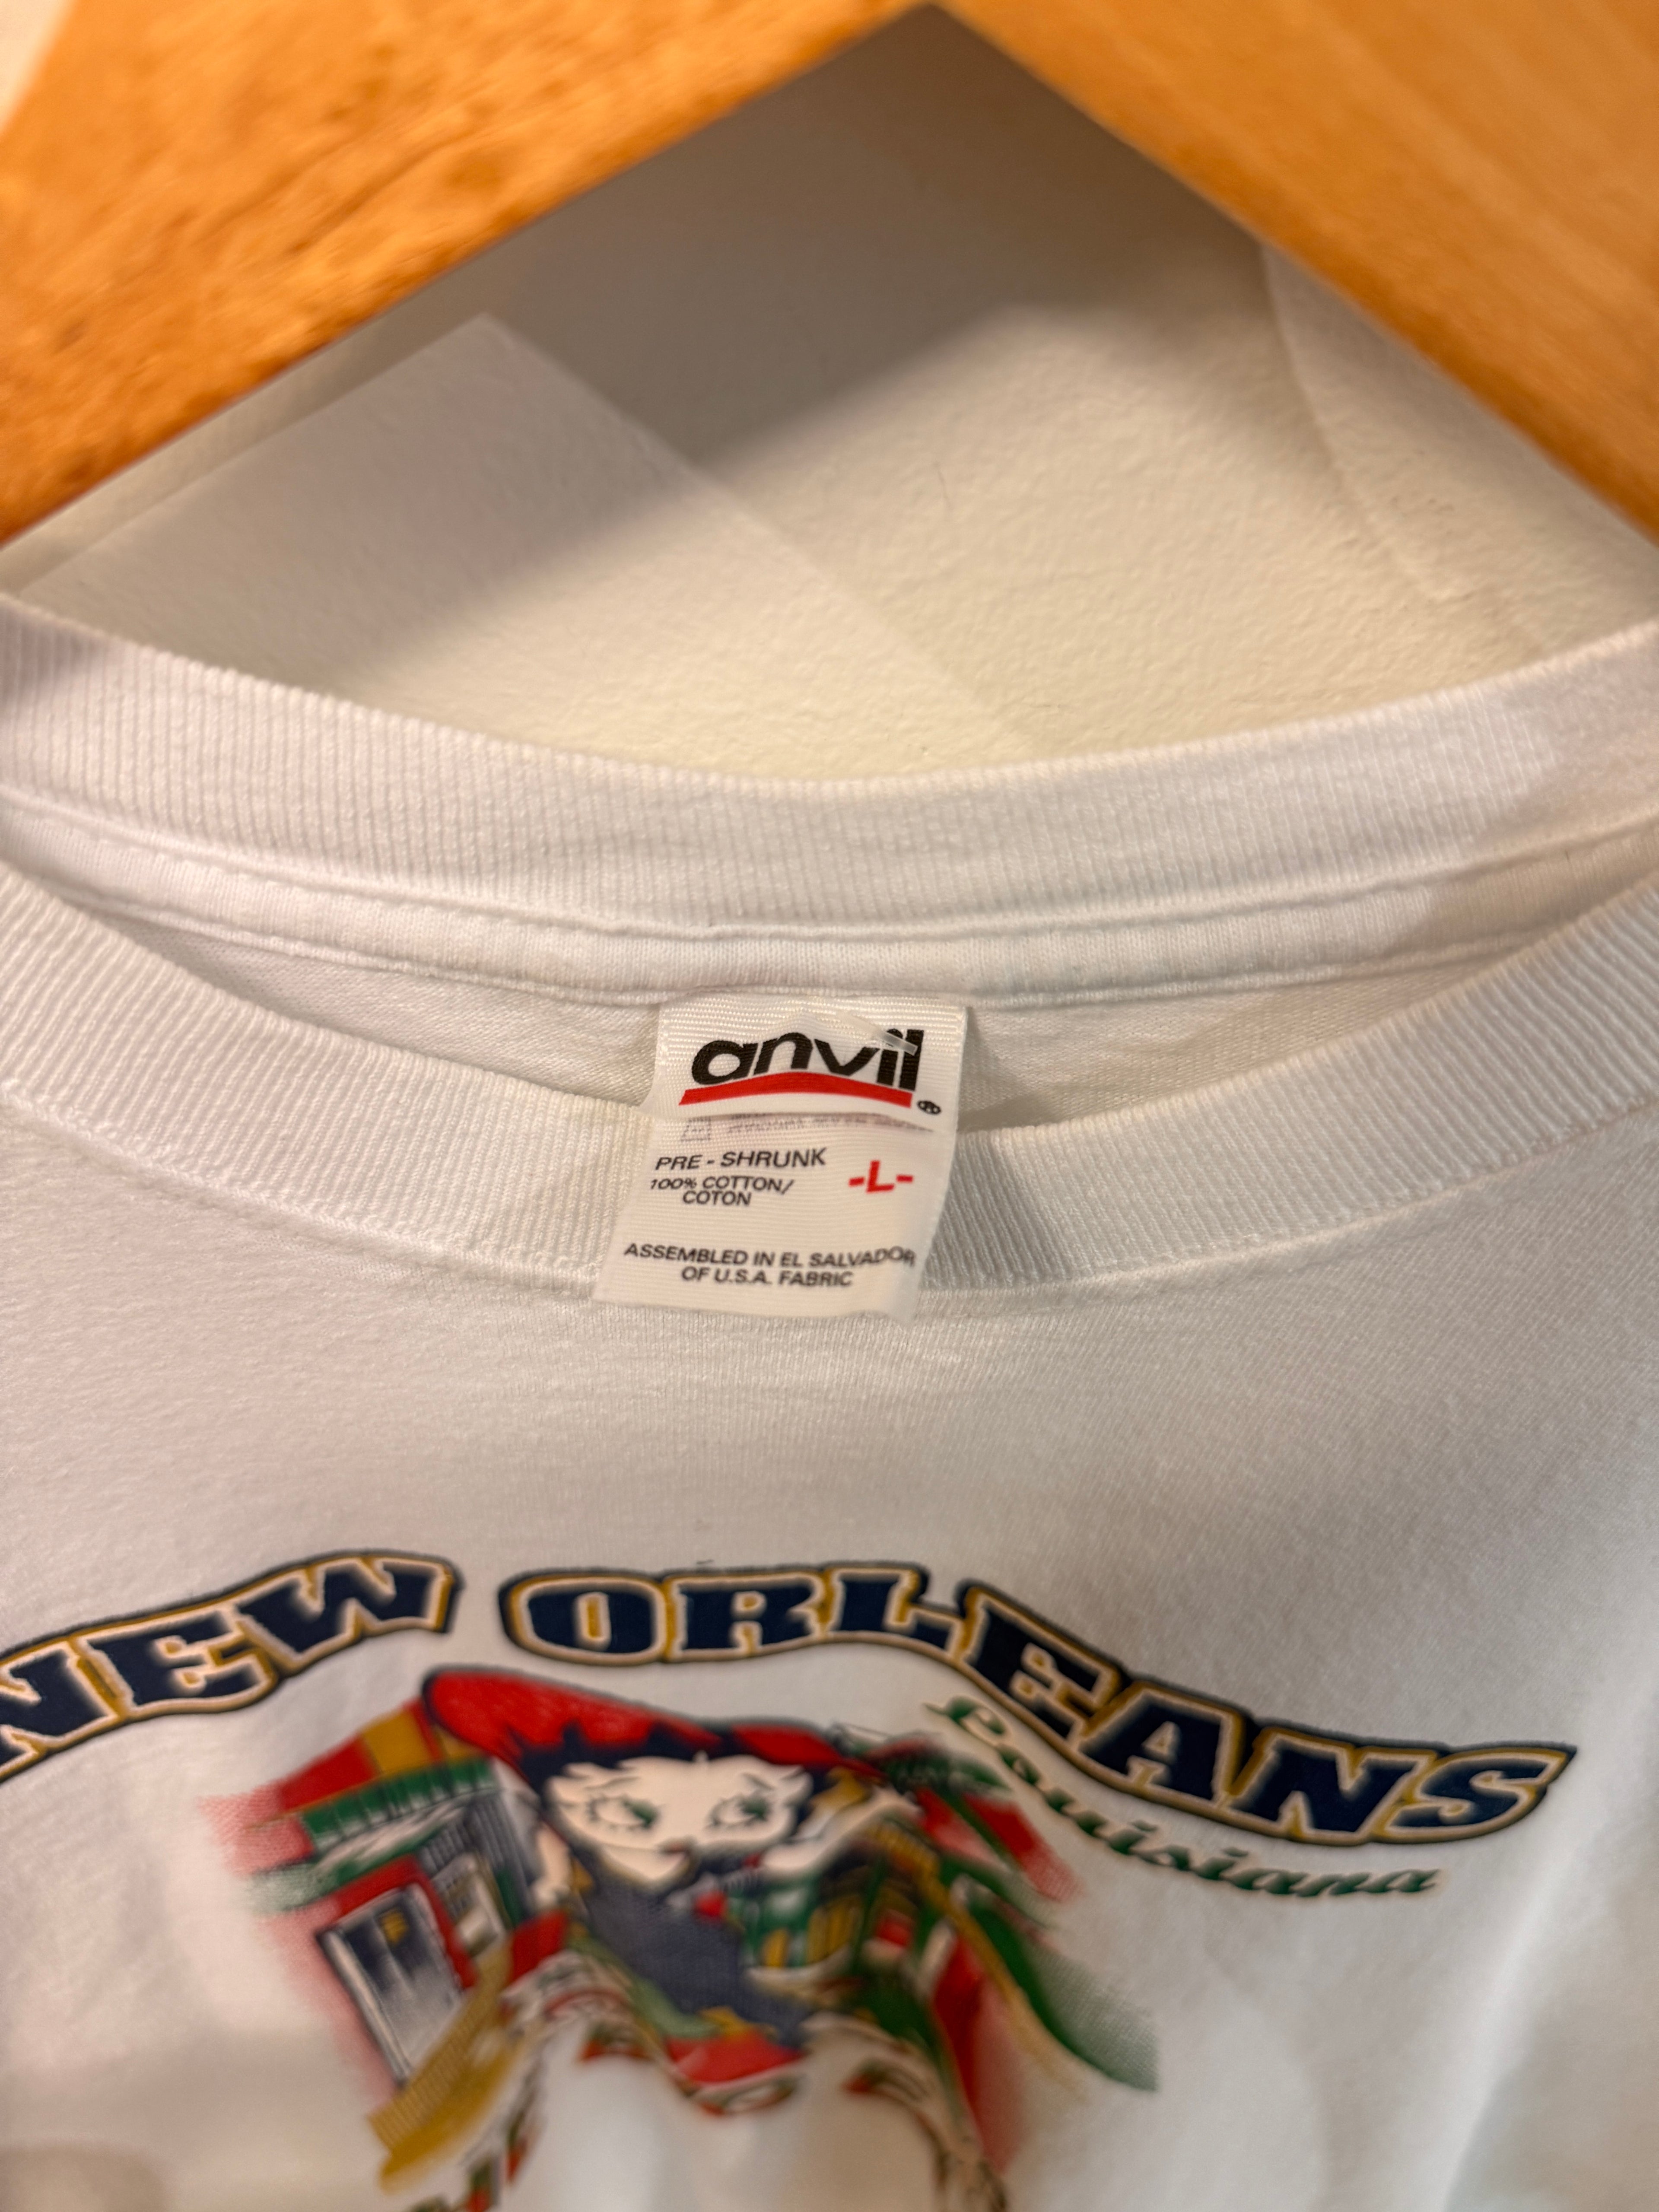 anvil®
PRE - SHRUNK
-L-
100% COTTON/
COTON
ASSEMBLED IN EL SALVADOR
OF U.S.A. FABRIC
NEW ORLEANS
Louisiana